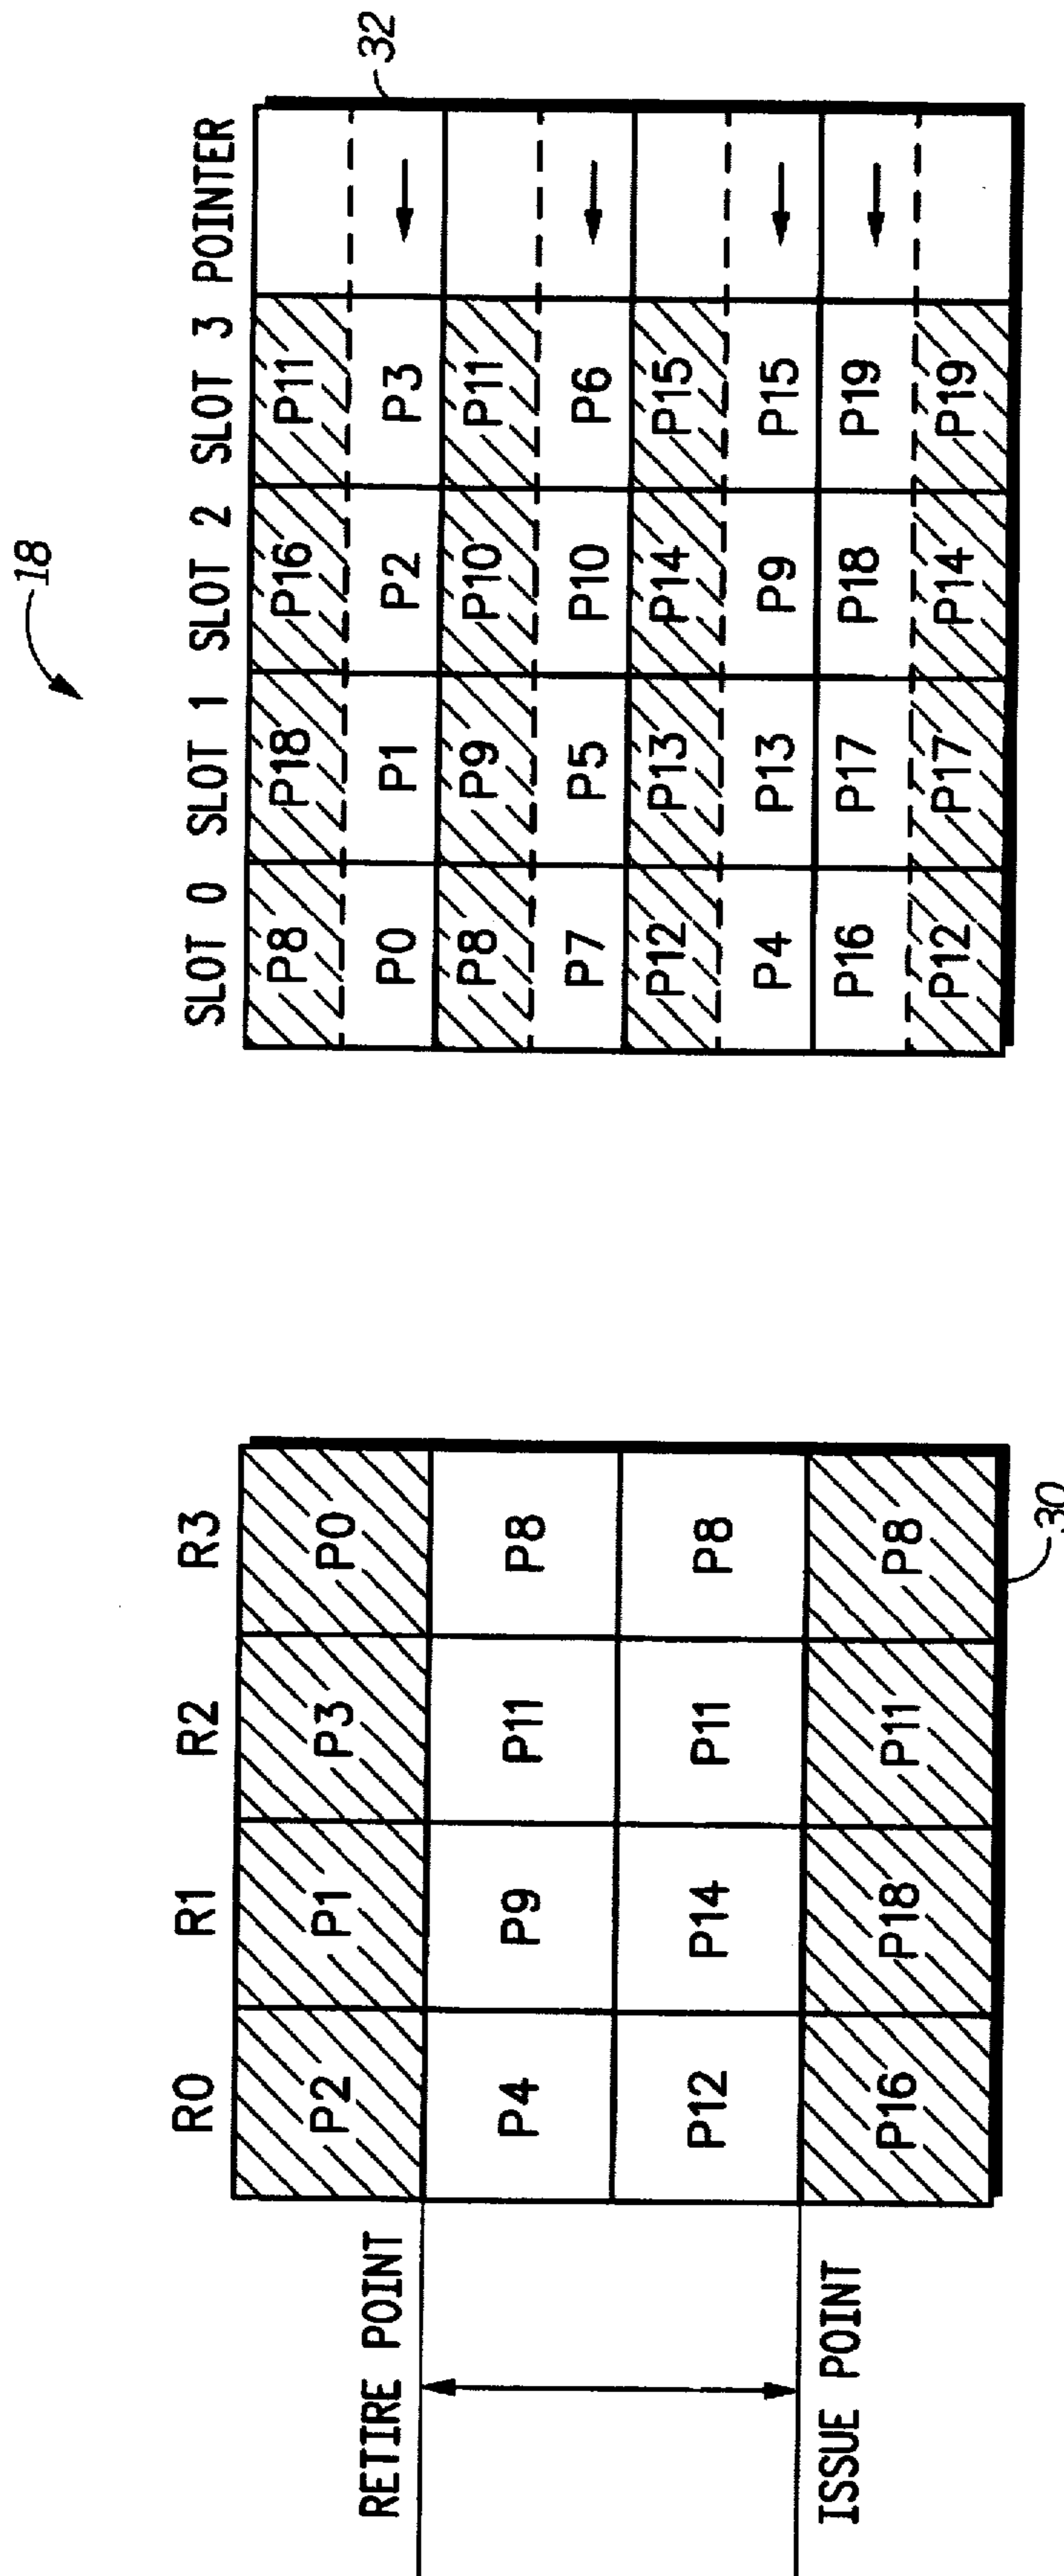 18
R0 R1 R2 R3
P2 P1 P3 P0
RETIRE POINT
P4 P9 P11 P8
P12 P14 P11 P8
ISSUE POINT
P16 P18 P11 P8
30
SLOT 0 SLOT 1 SLOT 2 SLOT 3 POINTER
P8 P18 P16 P11
P0 P1 P2 P3
32
P8 P9 P10 P11
P7 P5 P10 P6
P12 P13 P14 P15
P4 P13 P9 P15
P16 P17 P18 P19
P12 P17 P14 P19